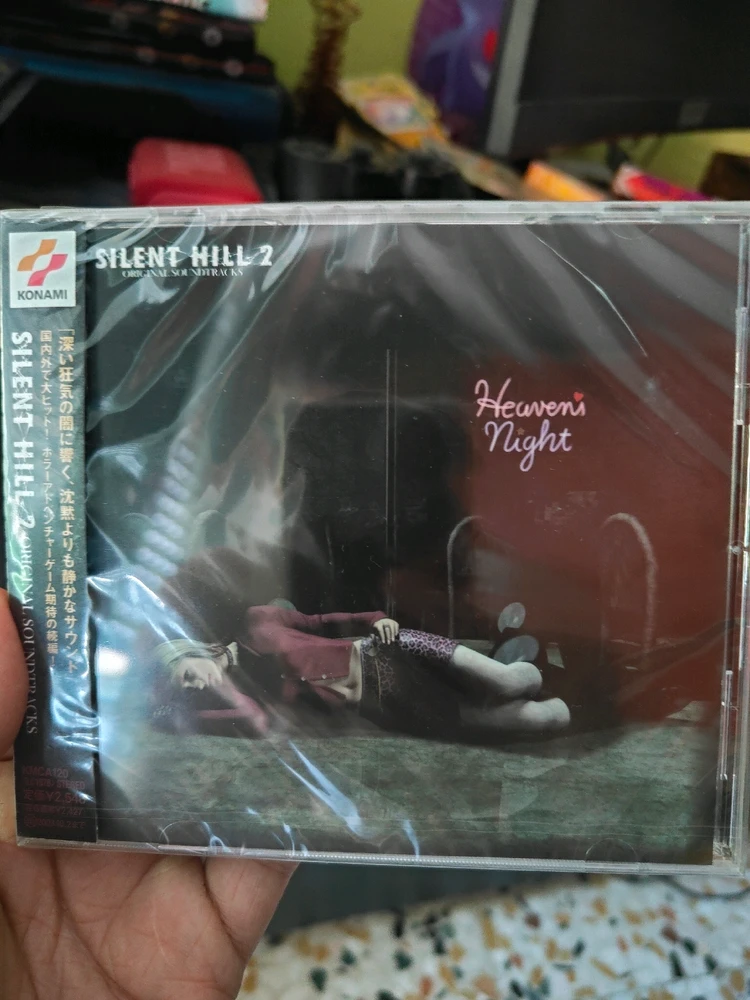 KONAMI
SILENT HILL 2
ORIGINAL SOUNDTRACKS
Heaven's
Night
「深い狂気の闇に響く、沈黙よりも静かなサウンド
国内外で大ヒット！ ホラーアドベンチャーゲーム期待の続編！
SILENT HILL 2 ORIGINAL SOUNDTRACKS
KMCA120